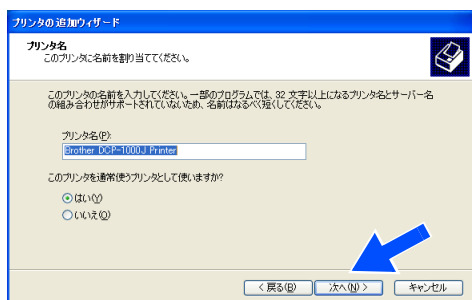 プリンタの追加ウィザード
プリンタ名
このプリンタに名前を割り当ててください。
このプリンタの名前を入力してください。一部のプログラムでは、32 文字以上になるプリンタ名とサーバー名
の組み合わせがサポートされていないため、名前はなるべく短くしてください。
プリンタ名(P):
Brother DCP-1000J Printer
このプリンタを通常使うプリンタとして使いますか?
はい(Y)
いいえ(O)
< 戻る(B) 次へ(N) > キャンセル